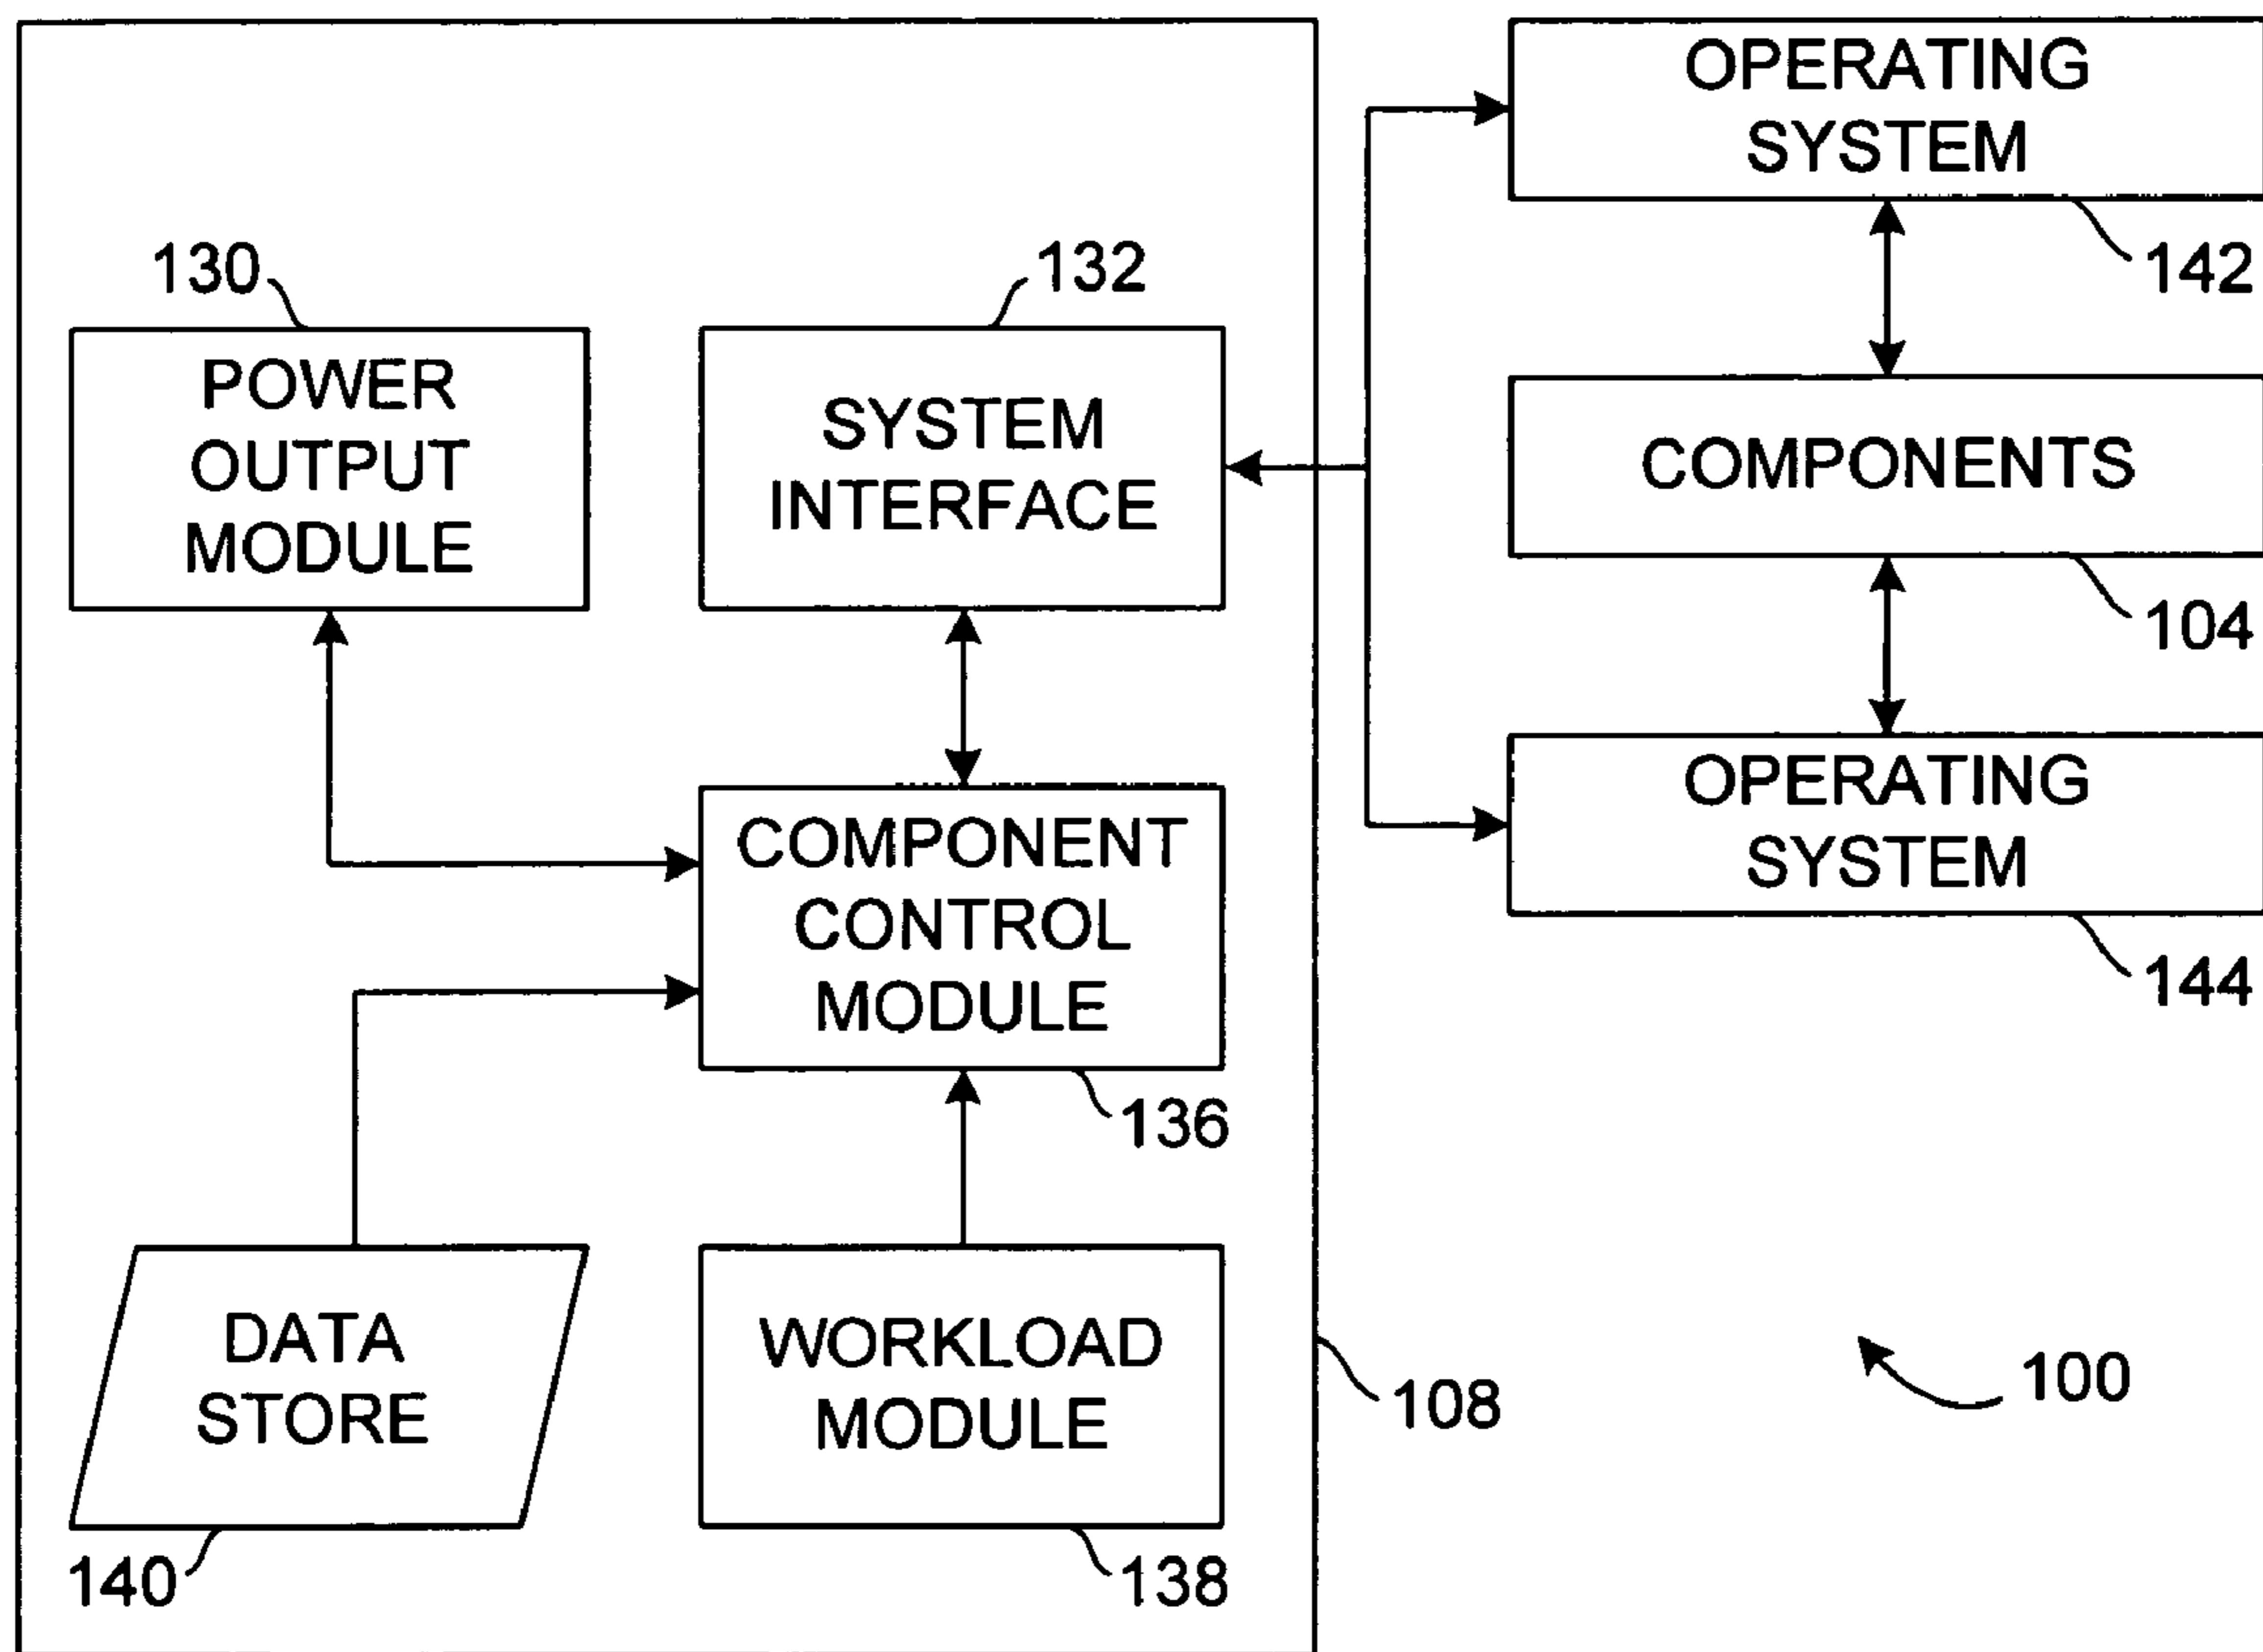 OPERATING
SYSTEM
142
130
132
POWER
OUTPUT
MODULE
SYSTEM
INTERFACE
COMPONENTS
104
OPERATING
SYSTEM
144
COMPONENT
CONTROL
MODULE
136
DATA
STORE
140
WORKLOAD
MODULE
138
108
100